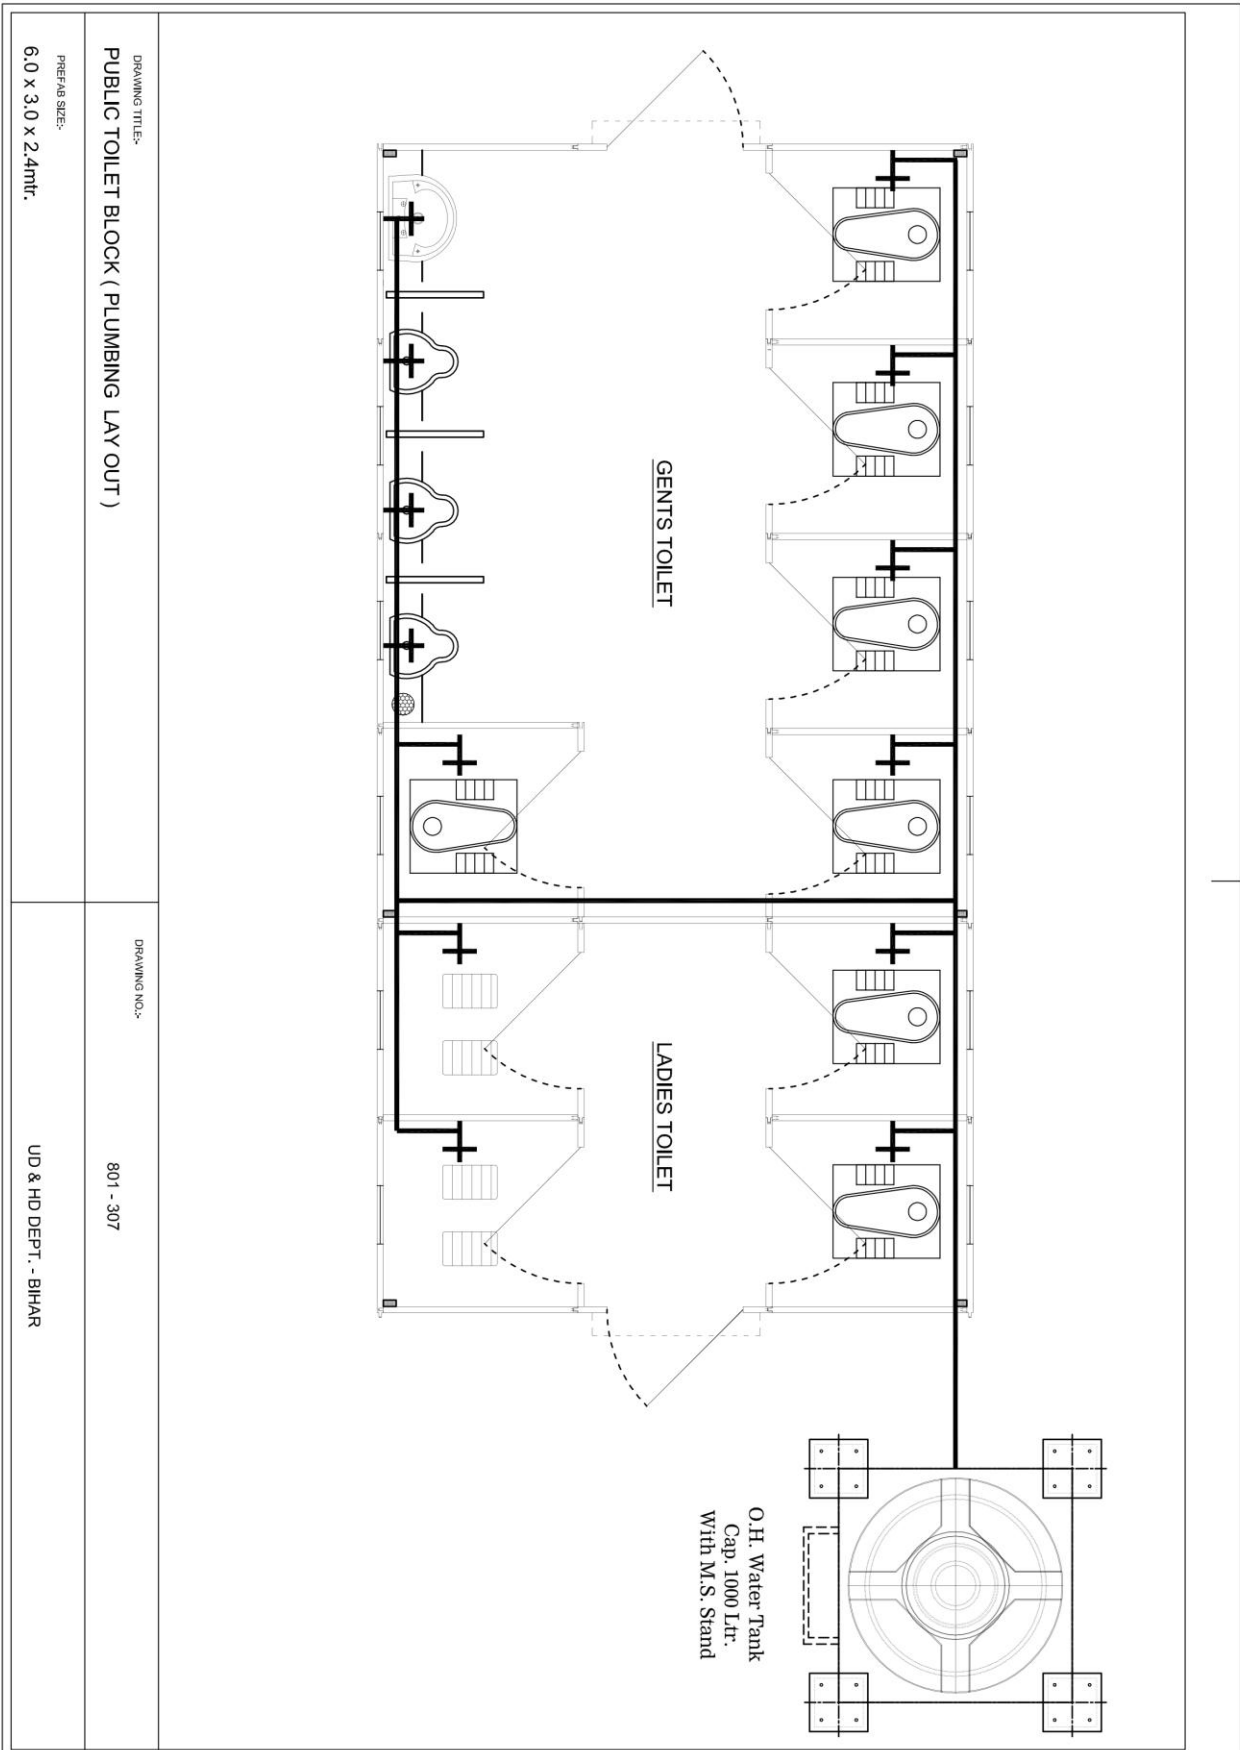 GENTS TOILET
LADIES TOILET
O.H. Water Tank
Cap. 1000 Ltr.
With M.S. Stand
DRAWING TITLE:-
PUBLIC TOILET BLOCK ( PLUMBING LAY OUT )
DRAWING NO.:-
801 - 307
PREFAB SIZE:-
6.0 x 3.0 x 2.4mtr.
UD & HD DEPT. - BIHAR